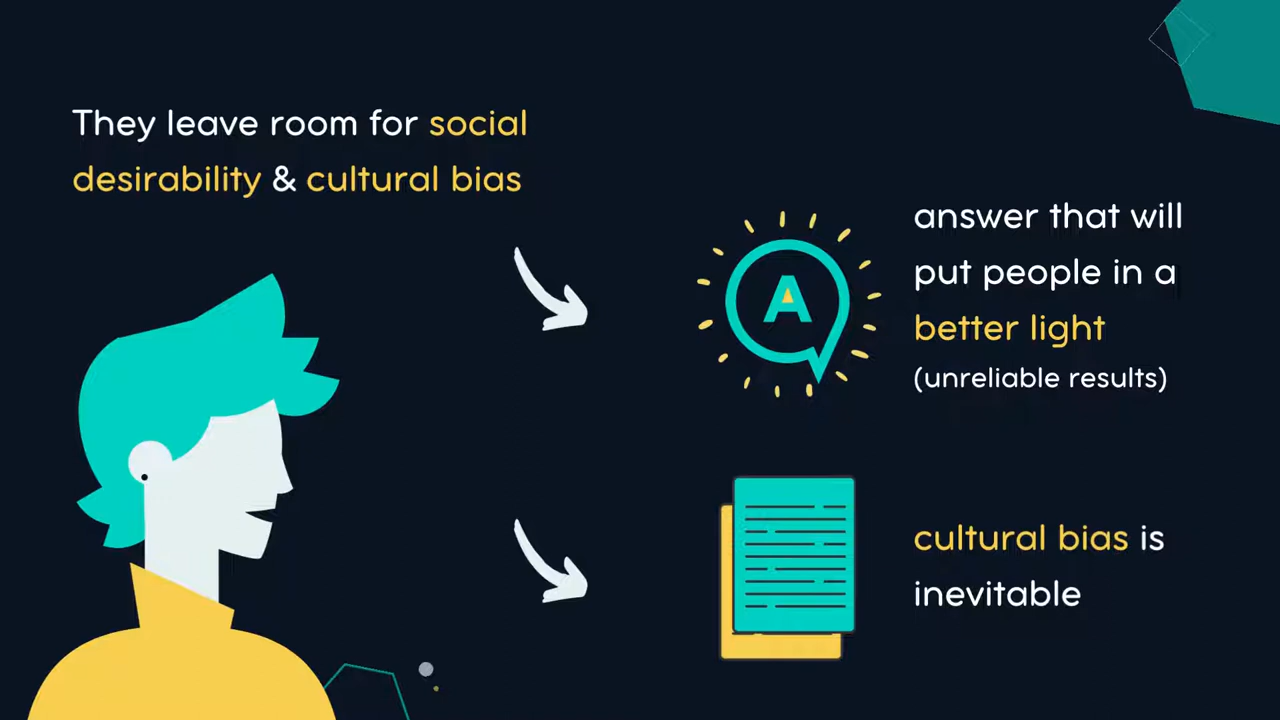 They leave room for social
desirability & cultural bias
A
answer that will
put people in a
better light
(unreliable results)
cultural bias is
inevitable